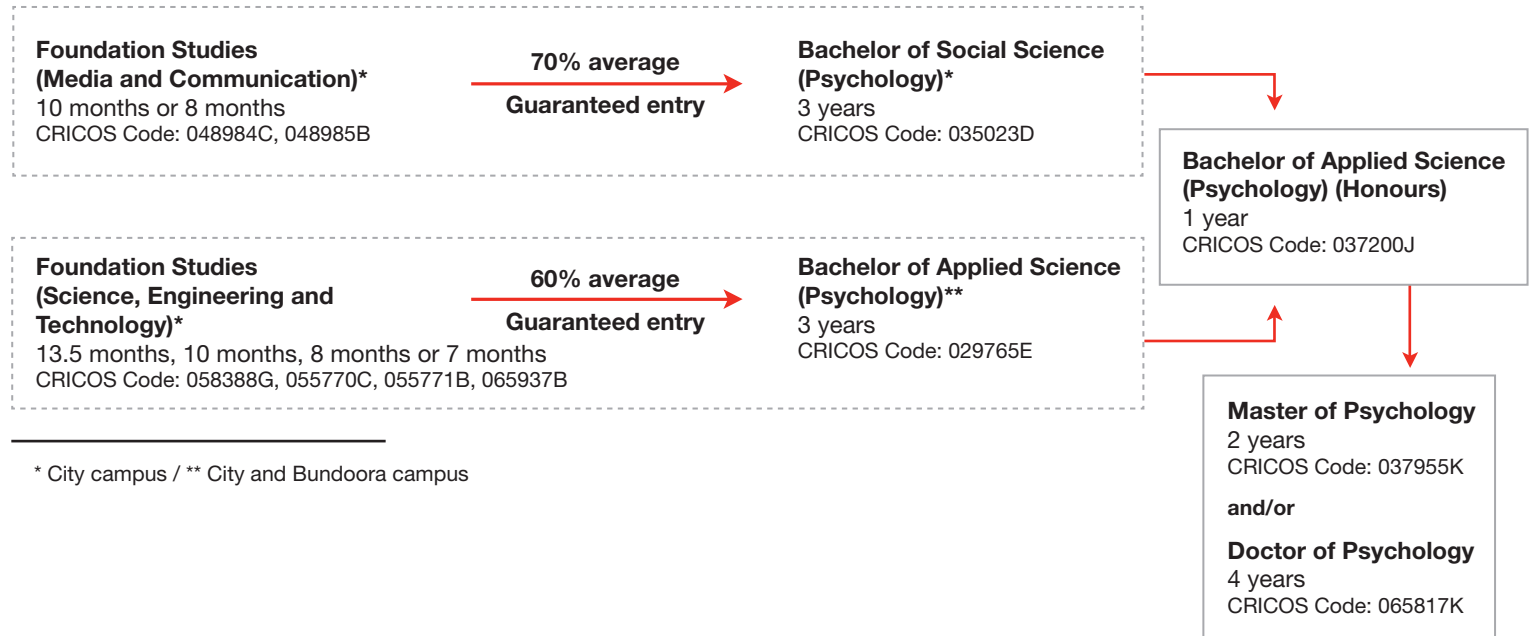 Foundation Studies
(Media and Communication)*
10 months or 8 months
CRICOS Code: 048984C, 048985B
70% average
Guaranteed entry
Bachelor of Social Science
(Psychology)*
3 years
CRICOS Code: 035023D
Foundation Studies
(Science, Engineering and
Technology)*
13.5 months, 10 months, 8 months or 7 months
CRICOS Code: 058388G, 055770C, 055771B, 065937B
60% average
Guaranteed entry
Bachelor of Applied Science
(Psychology)**
3 years
CRICOS Code: 029765E
Bachelor of Applied Science
(Psychology) (Honours)
1 year
CRICOS Code: 037200J
Master of Psychology
2 years
CRICOS Code: 037955K
and/or
Doctor of Psychology
4 years
CRICOS Code: 065817K
* City campus / ** City and Bundoora campus